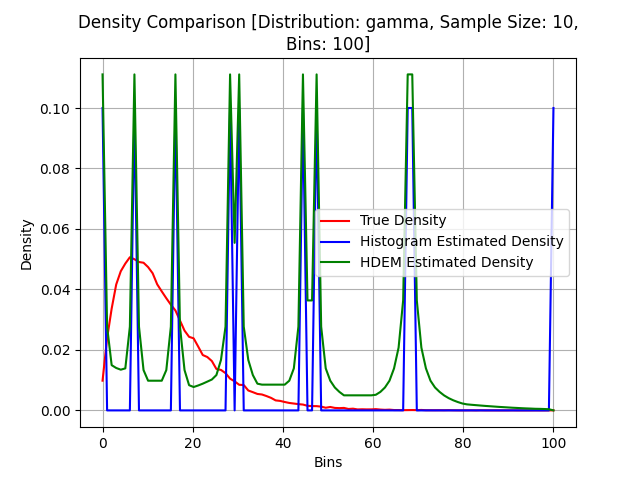 Density Comparison [Distribution: gamma, Sample Size: 10,
Bins: 100]
Density
0.10
0.08
0.06
0.04
0.02
0.00
True Density
Histogram Estimated Density
HDEM Estimated Density
0 20 40 60 80 100
Bins